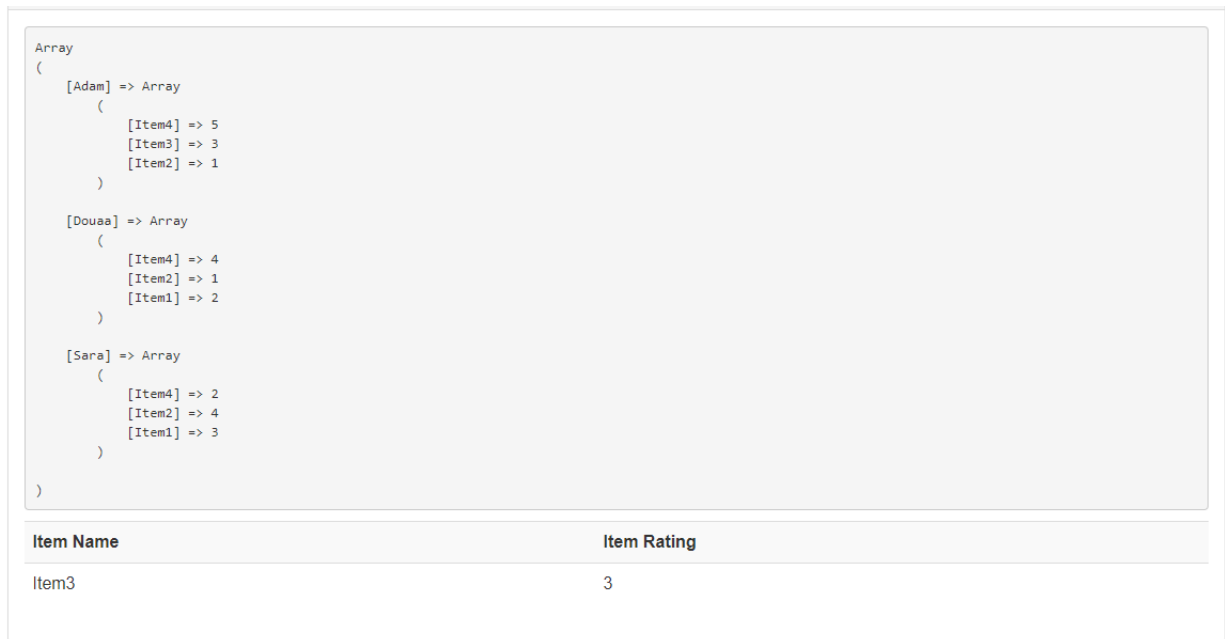 Array
(
    [Adam] => Array
        (
            [Item4] => 5
            [Item3] => 3
            [Item2] => 1
        )

    [Douaa] => Array
        (
            [Item4] => 4
            [Item2] => 1
            [Item1] => 2
        )

    [Sara] => Array
        (
            [Item4] => 2
            [Item2] => 4
            [Item1] => 3
        )

)
Item Name Item Rating
Item3 3